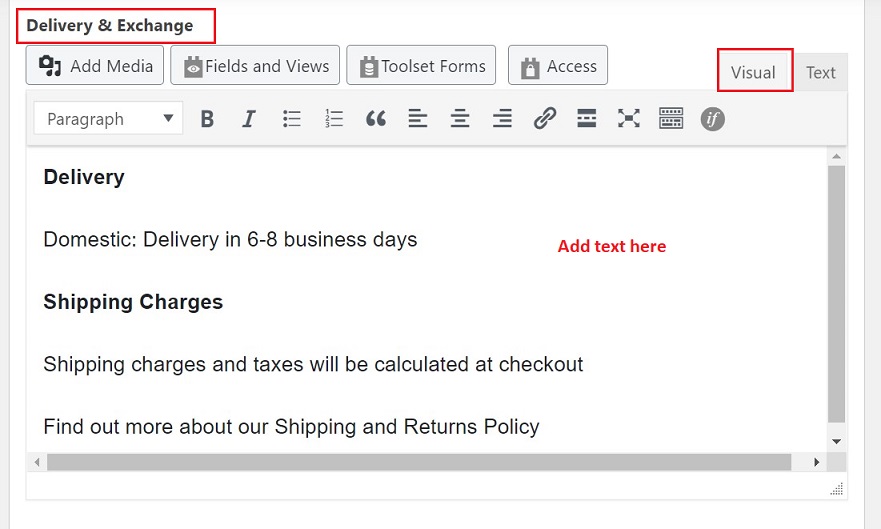 Delivery & Exchange
Add Media Fields and Views Toolset Forms Access Visual Text
Paragraph B I if
Delivery
Domestic: Delivery in 6-8 business days
Add text here
Shipping Charges
Shipping charges and taxes will be calculated at checkout
Find out more about our Shipping and Returns Policy